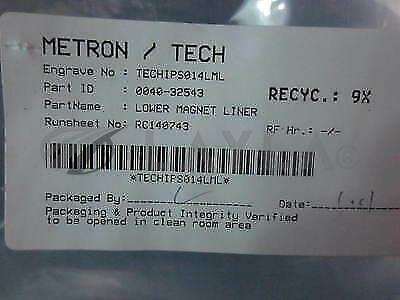 METRON / TECH
Engrave No : TECHIPS014LML
Part ID : 0040-32543
RECYC.: 9X
PartName : LOWER MAGNET LINER
Runsheet No: RC140743
RF Hr.: -/-
*TECHIPS014LML*
Packaged By:
Date:
Packaging & Product Integrity Verified
to be opened in clean room area